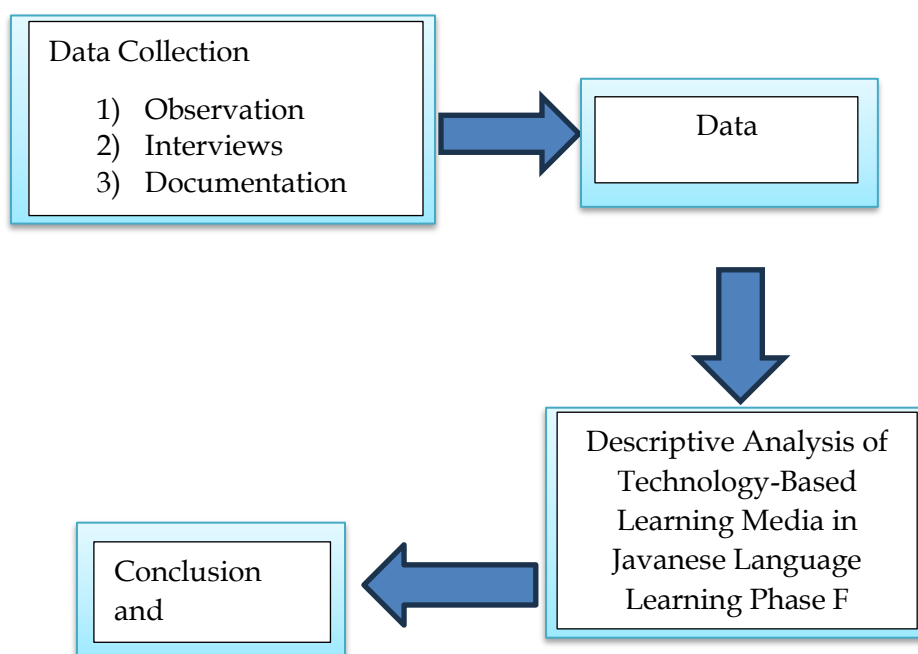 Data Collection
1) Observation
2) Interviews
3) Documentation
Data
Descriptive Analysis of
Technology-Based
Learning Media in
Javanese Language
Learning Phase F
Conclusion
and